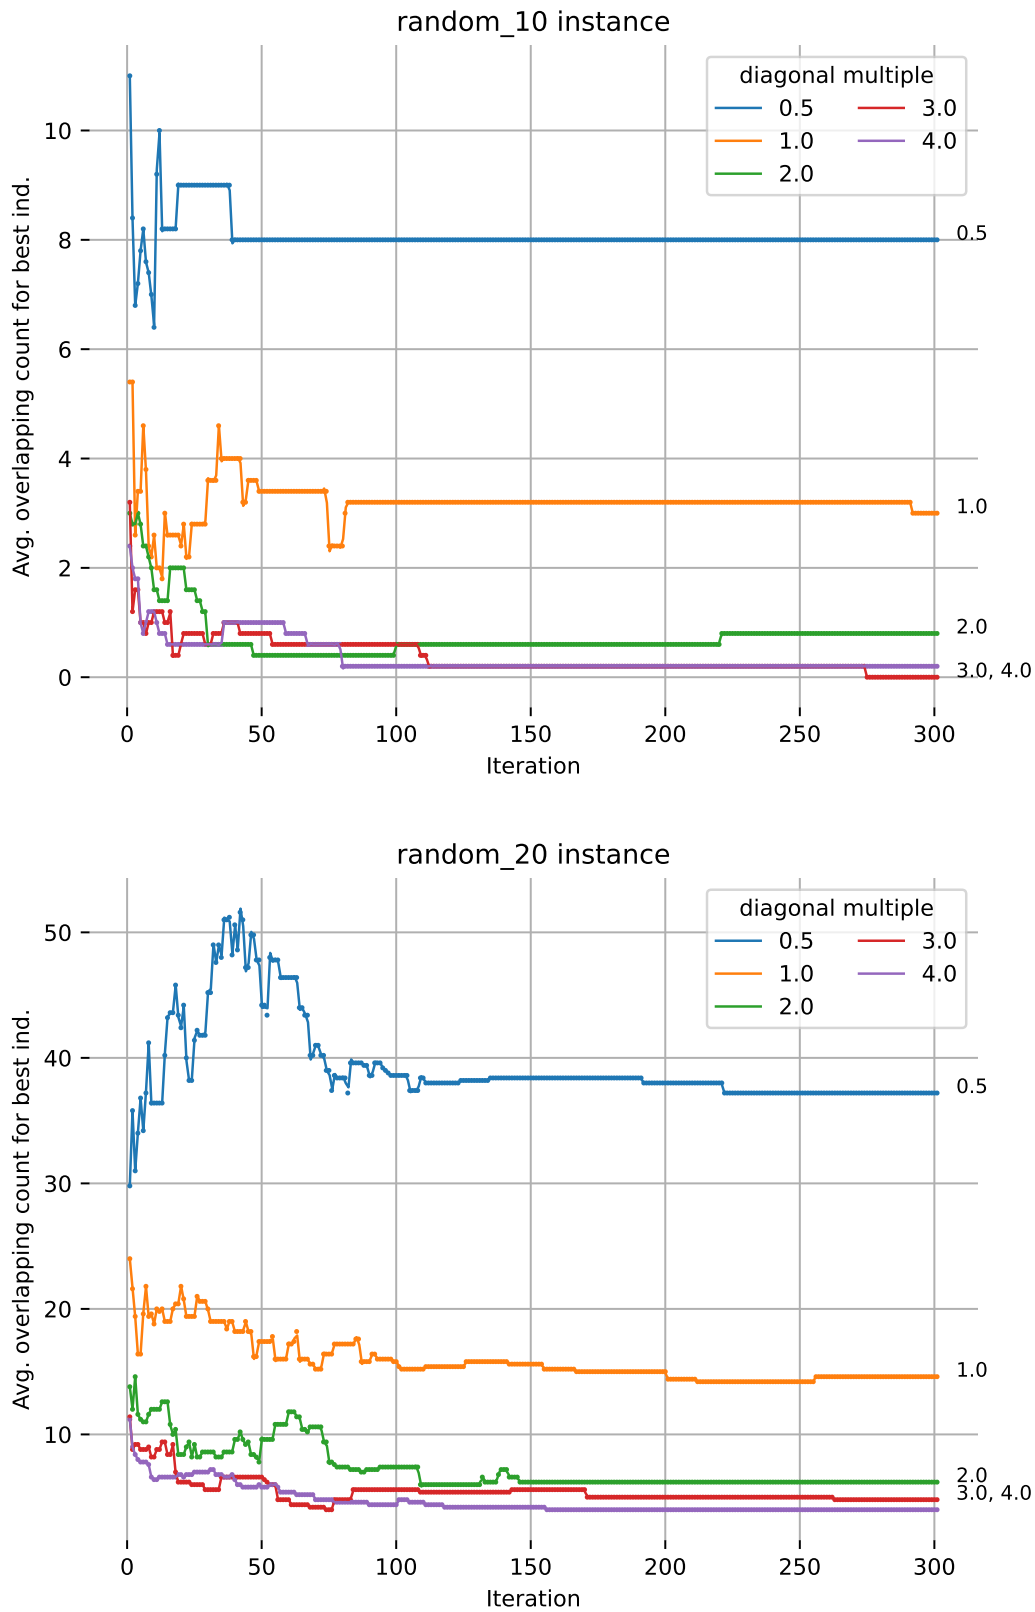 random_10 instance
diagonal multiple
0.5 3.0
1.0 4.0
2.0
10
8
6
4
2
0
Avg. overlapping count for best ind.
0.5
1.0
2.0
3.0, 4.0
0 50 100 150 200 250 300
Iteration
random_20 instance
diagonal multiple
0.5 3.0
1.0 4.0
2.0
50
40
30
20
10
Avg. overlapping count for best ind.
0.5
1.0
2.0
3.0, 4.0
0 50 100 150 200 250 300
Iteration